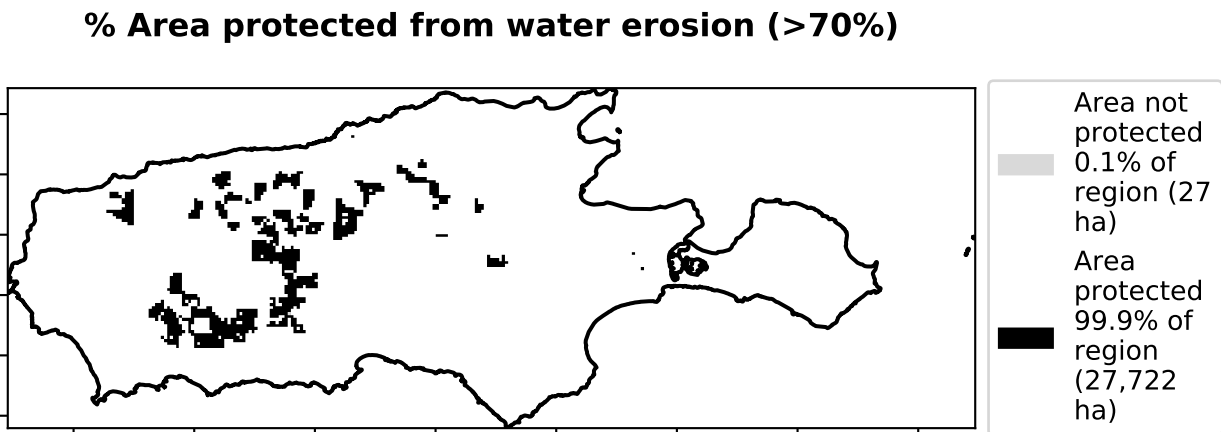 % Area protected from water erosion (>70%)
Area not
protected
0.1% of
region (27
ha)
Area
protected
99.9% of
region
(27,722
ha)